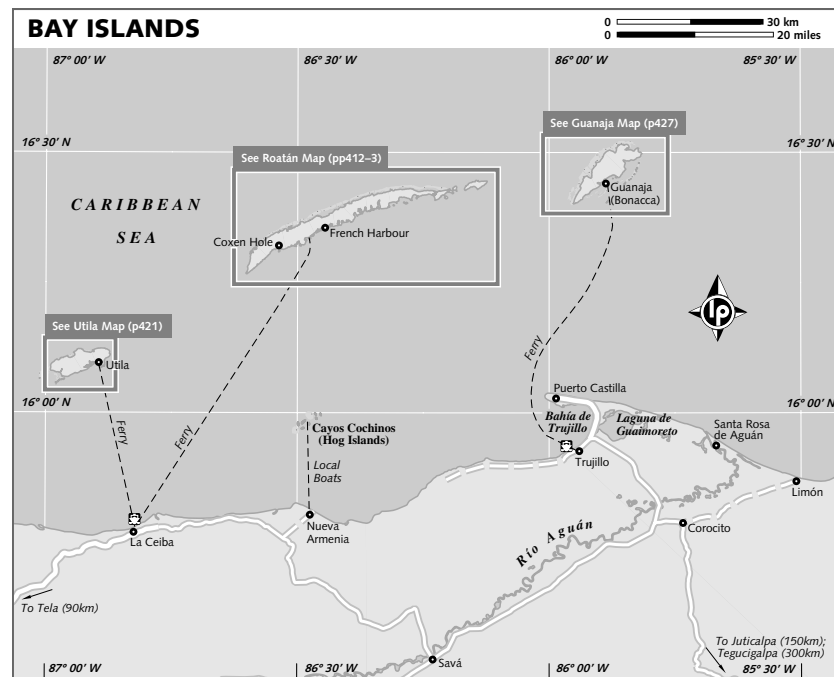 BAY ISLANDS
0 30 km
0 20 miles
87° 00' W
86° 30' W
86° 00' W
85° 30' W
See Guanaja Map (p427)
16° 30' N
16° 30' N
See Roatán Map (pp412–3)
Guanaja
(Bonacca)
CARIBBEAN
SEA
French Harbour
Coxen Hole
lp
See Utila Map (p421)
Ferry
Utila
Puerto Castilla
16° 00' N
16° 00' N
Bahía de
Trujillo
Laguna de
Guaimoreto
Santa Rosa
de Aguán
Cayos Cochinos
(Hog Islands)
Ferry
Ferry
Trujillo
Local
Boats
Limón
Nueva
Armenia
La Ceiba
Río Aguán
Corocito
To Tela (90km)
To Juticalpa (150km);
Tegucigalpa (300km)
Savá
87° 00' W
86° 30' W
86° 00' W
85° 30' W